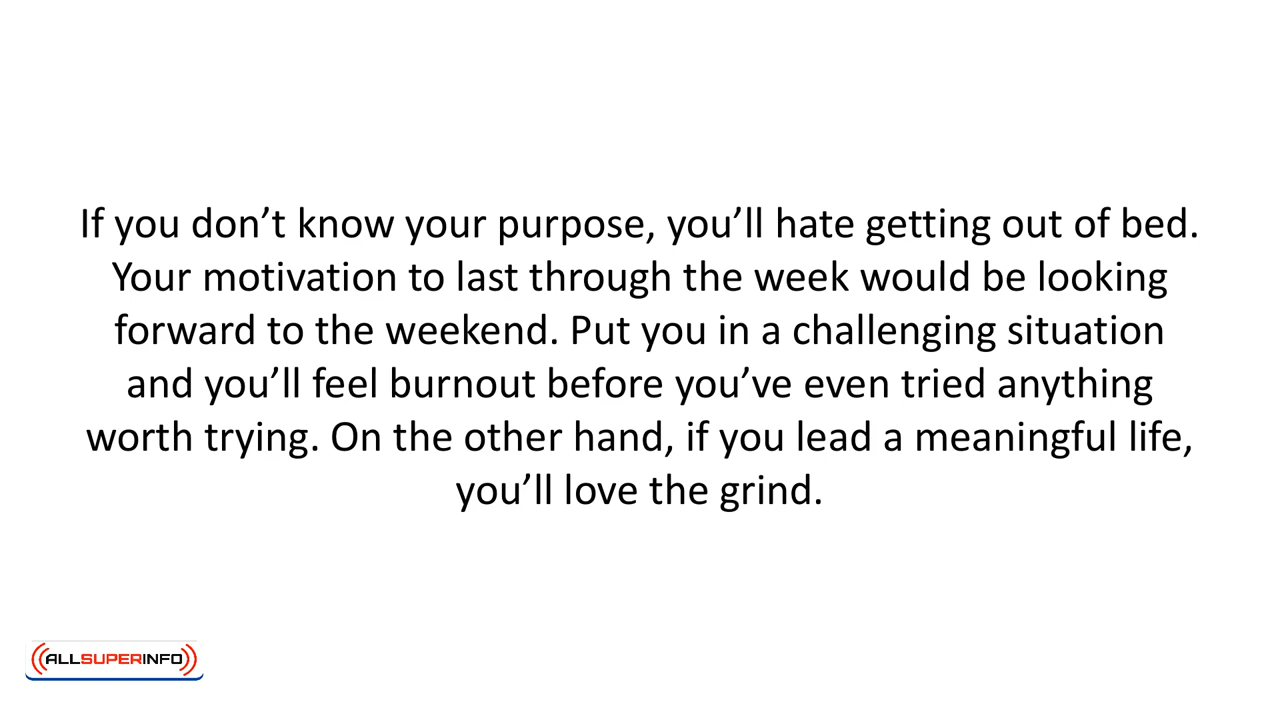 If you don’t know your purpose, you’ll hate getting out of bed.
Your motivation to last through the week would be looking
forward to the weekend. Put you in a challenging situation
and you’ll feel burnout before you’ve even tried anything
worth trying. On the other hand, if you lead a meaningful life,
you’ll love the grind.
ALLSUPERINFO